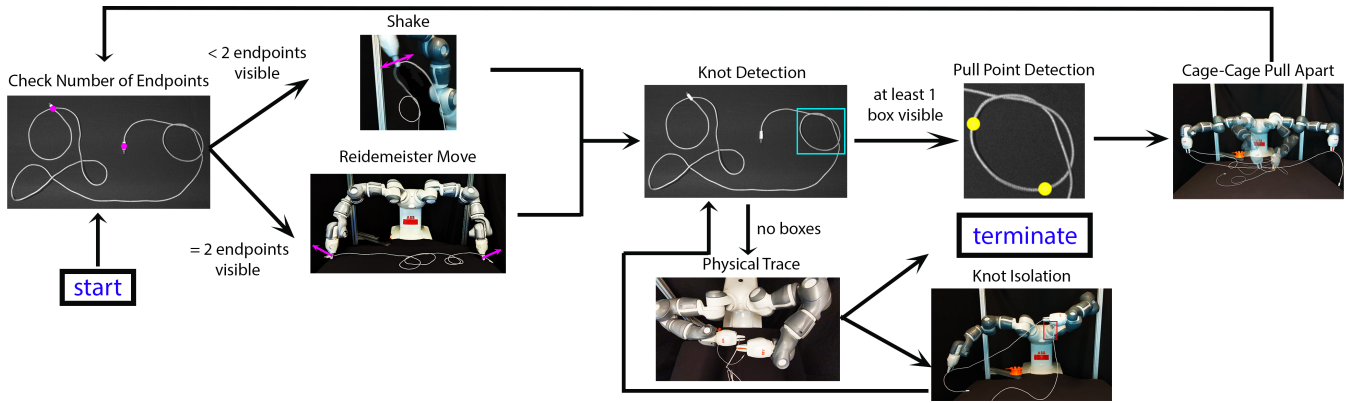 Shake
< 2 endpoints
visible
Check Number of Endpoints
Reidemeister Move
= 2 endpoints
visible
start
Knot Detection
at least 1
box visible
Pull Point Detection
Cage-Cage Pull Apart
no boxes
terminate
Physical Trace
Knot Isolation